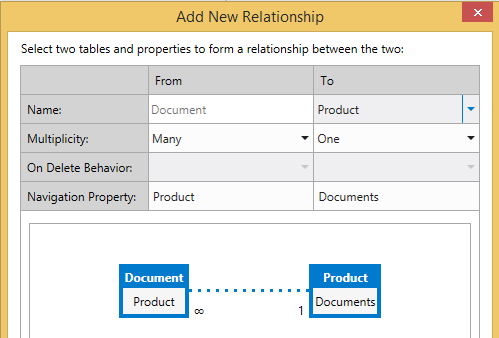 Add New Relationship
Select two tables and properties to form a relationship between the two:
From To
Name: Document Product
Multiplicity: Many One
On Delete Behavior:
Navigation Property: Product Documents
Document Product
Product Documents
∞ 1